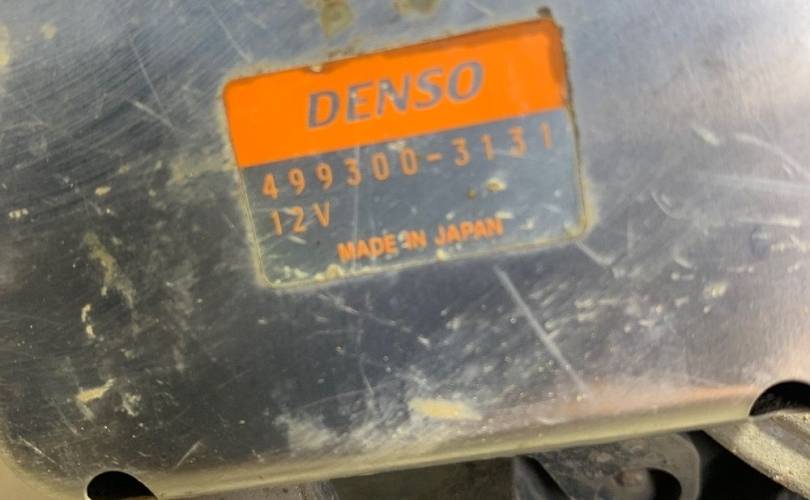 DENSO
499300-3131
12V
MADE IN JAPAN